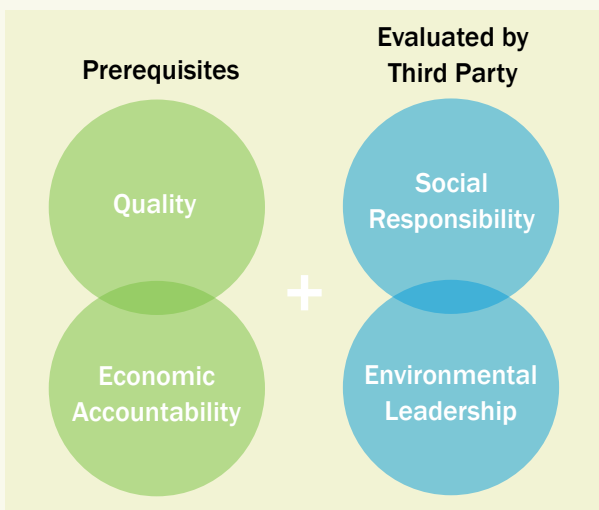 Prerequisites
Quality
Economic
Accountability
+
Evaluated by
Third Party
Social
Responsibility
Environmental
Leadership